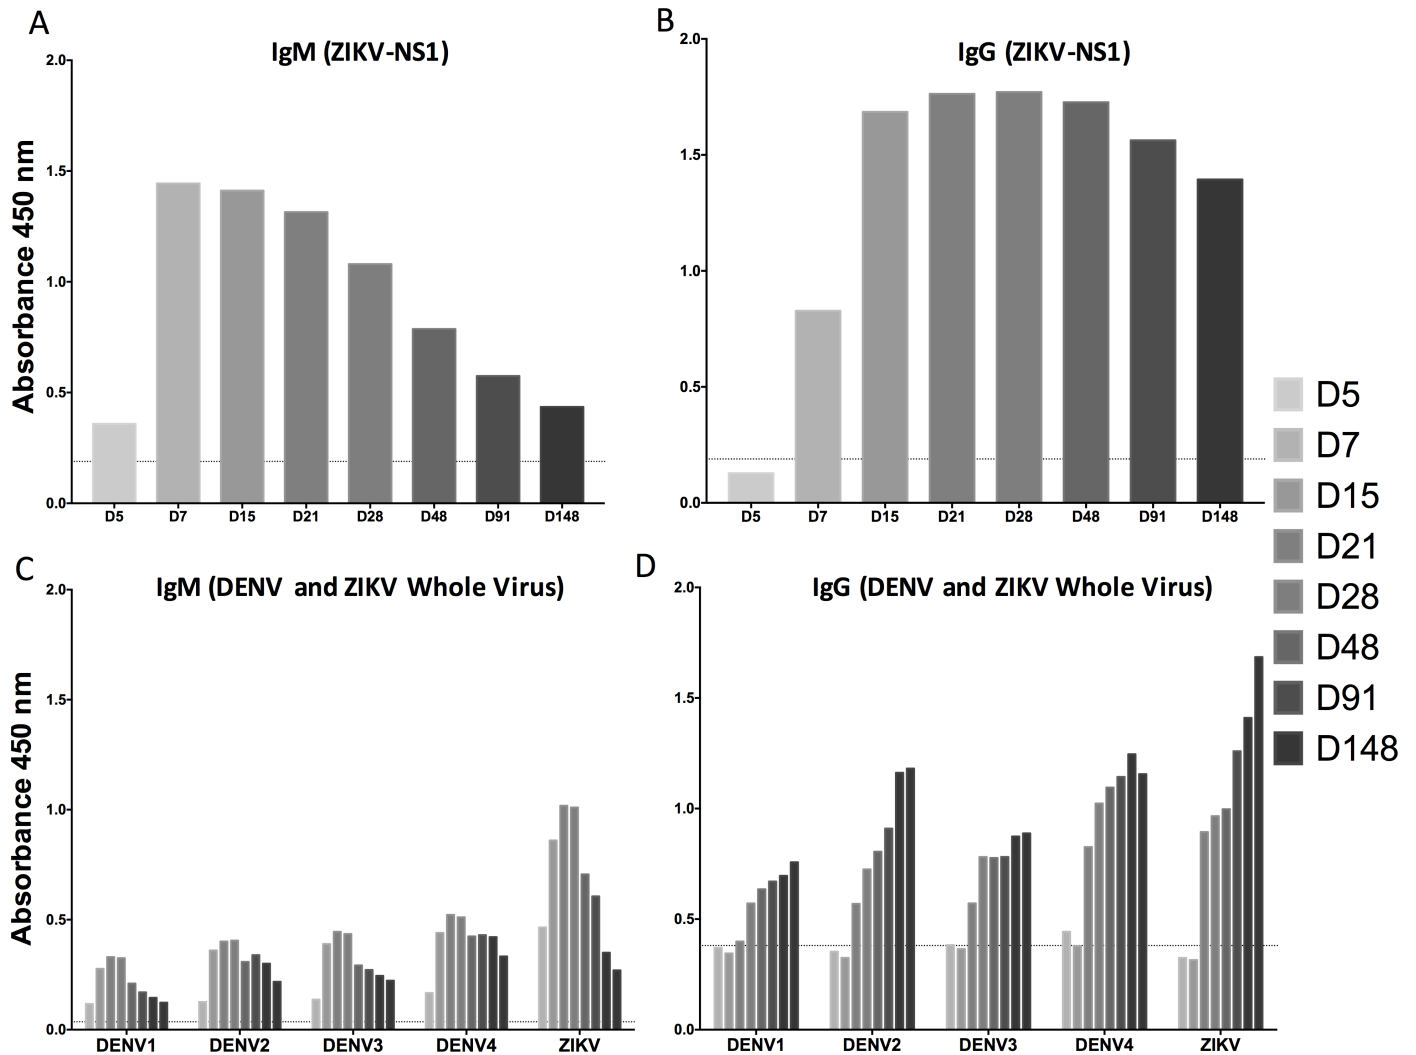 A
IgM (ZIKV-NS1)
Absorbance 450 nm
2.0
1.5
1.0
0.5
0.0
D5 D7 D15 D21 D28 D48 D91 D148
B
IgG (ZIKV-NS1)
2.0
1.5
1.0
0.5
0.0
D5 D7 D15 D21 D28 D48 D91 D148
D5
D7
D15
D21
D28
D48
D91
D148
C
IgM (DENV and ZIKV Whole Virus)
Absorbance 450 nm
2.0
1.5
1.0
0.5
0.0
DENV1 DENV2 DENV3 DENV4 ZIKV
D
IgG (DENV and ZIKV Whole Virus)
2.0
1.5
1.0
0.5
0.0
DENV1 DENV2 DENV3 DENV4 ZIKV